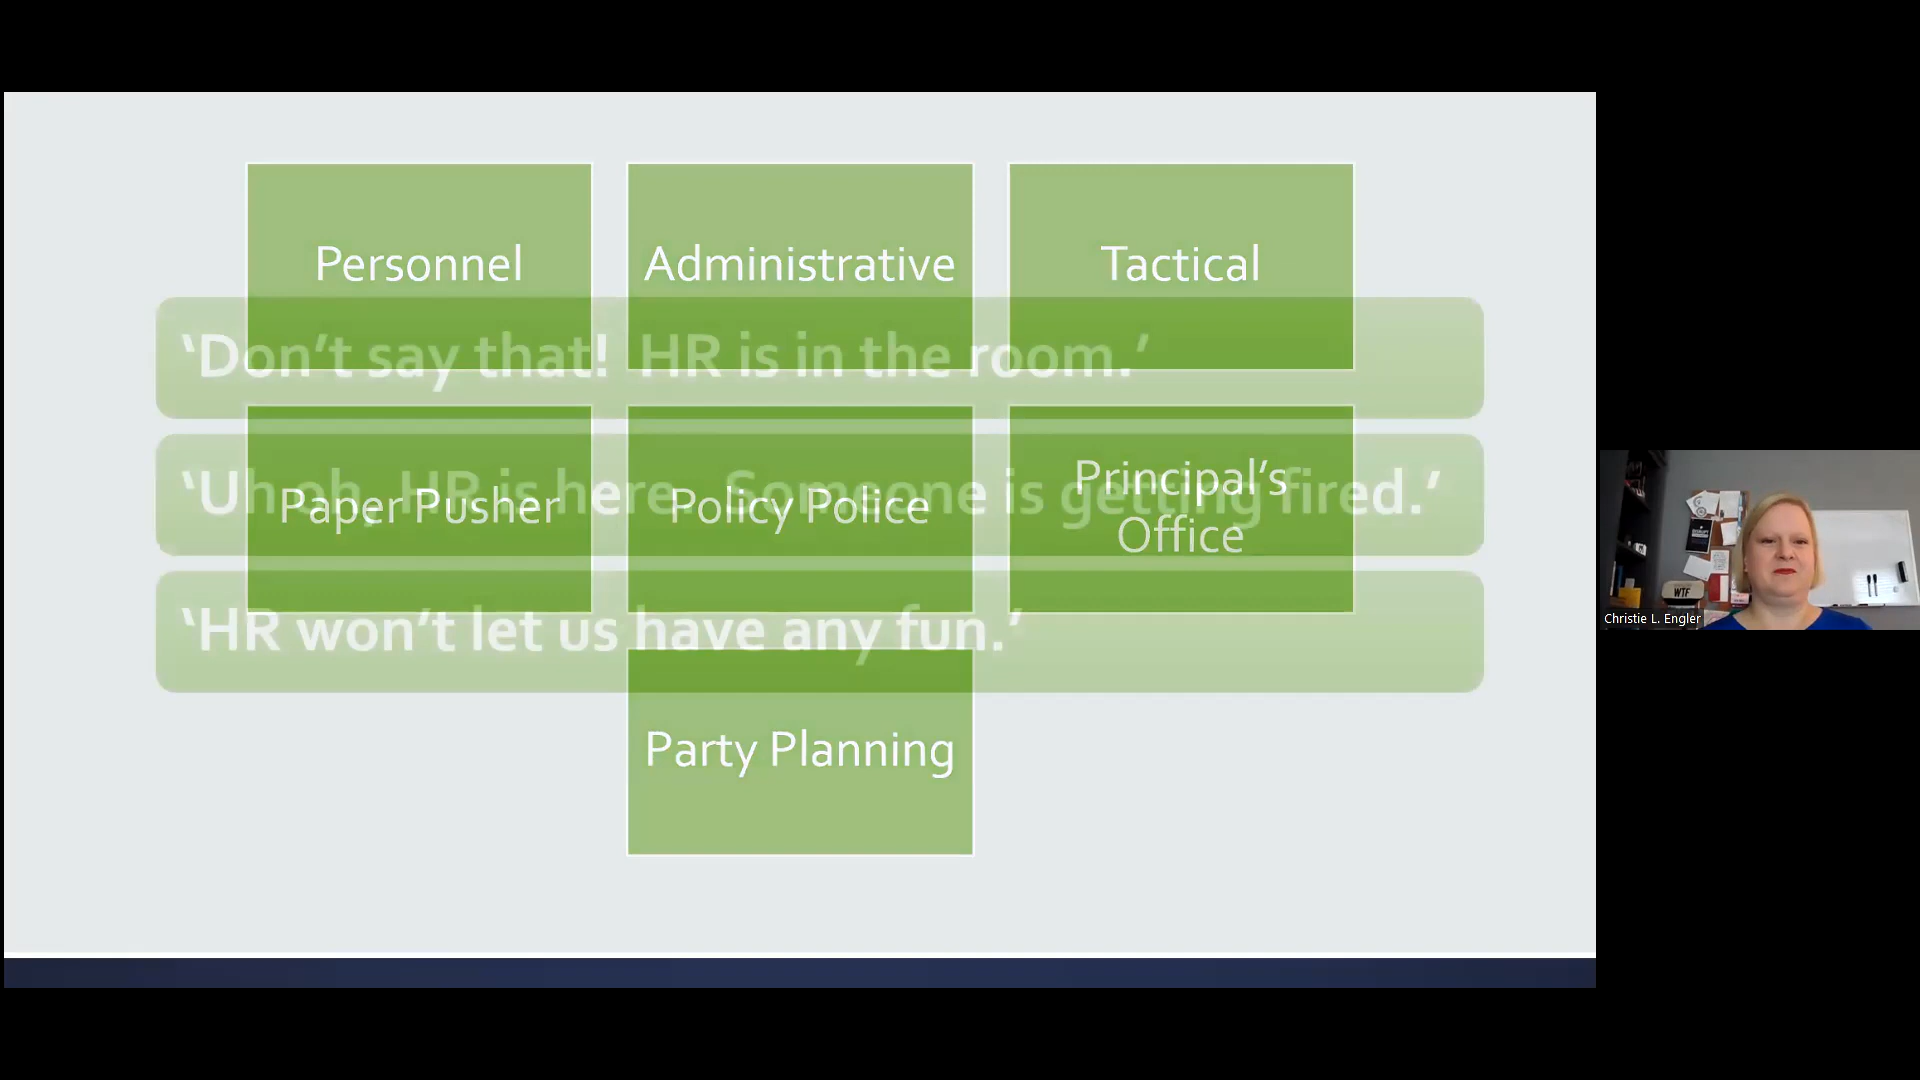 Personnel
Administrative
Tactical
‘Don’t say that!  HR is in the room.’
‘Uh oh, HR is here.  Someone is getting fired.’
Paper Pusher
Policy Police
Principal’s
Office
‘HR won’t let us have any fun.’
Party Planning
WTF
Christie L. Engler